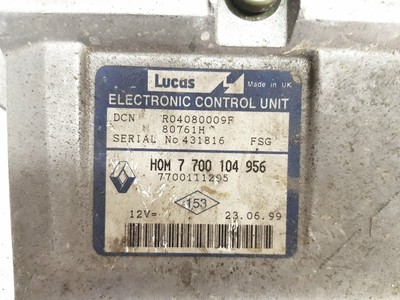 Lucas Made in UK
ELECTRONIC CONTROL UNIT
DCN R04080009F
80761H
SERIAL No 431816 FSG
HOM 7 700 104 956
7700111295
153
12V= 23.06.99